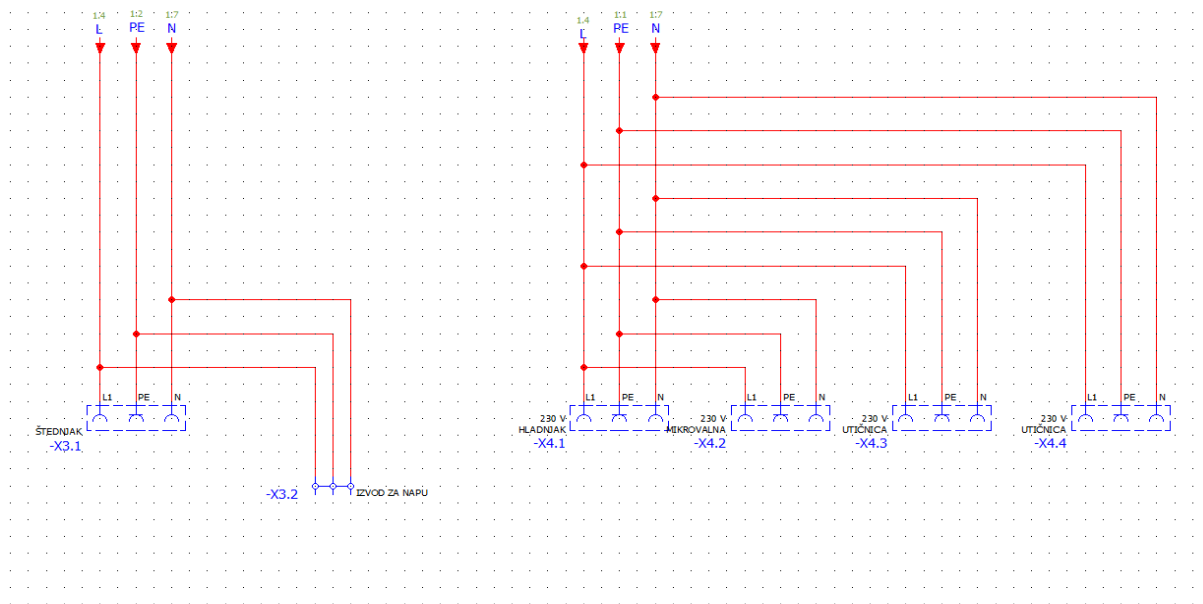 1:4 1:2 1:7
L PE N
1:4 1:1 1:7
L PE N
L1 PE N
ŠTEDNJAK
-X3.1
-X3.2 IZVOD ZA NAPU
L1 PE N
230 V
HLADNJAK
-X4.1
L1 PE N
230 V
MIKROVALNA
-X4.2
L1 PE N
230 V
UTIČNICA
-X4.3
L1 PE N
230 V
UTIČNICA
-X4.4